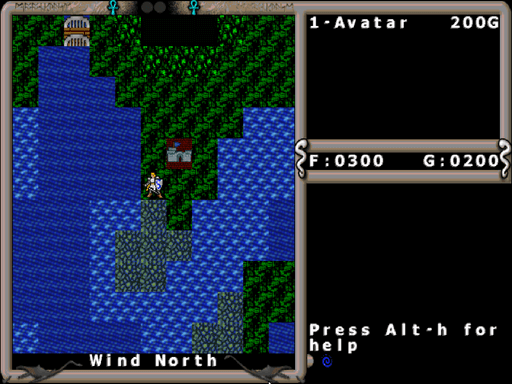 1-Avatar 200G
F:0300 G:0200
Press Alt-h for
help
Wind North